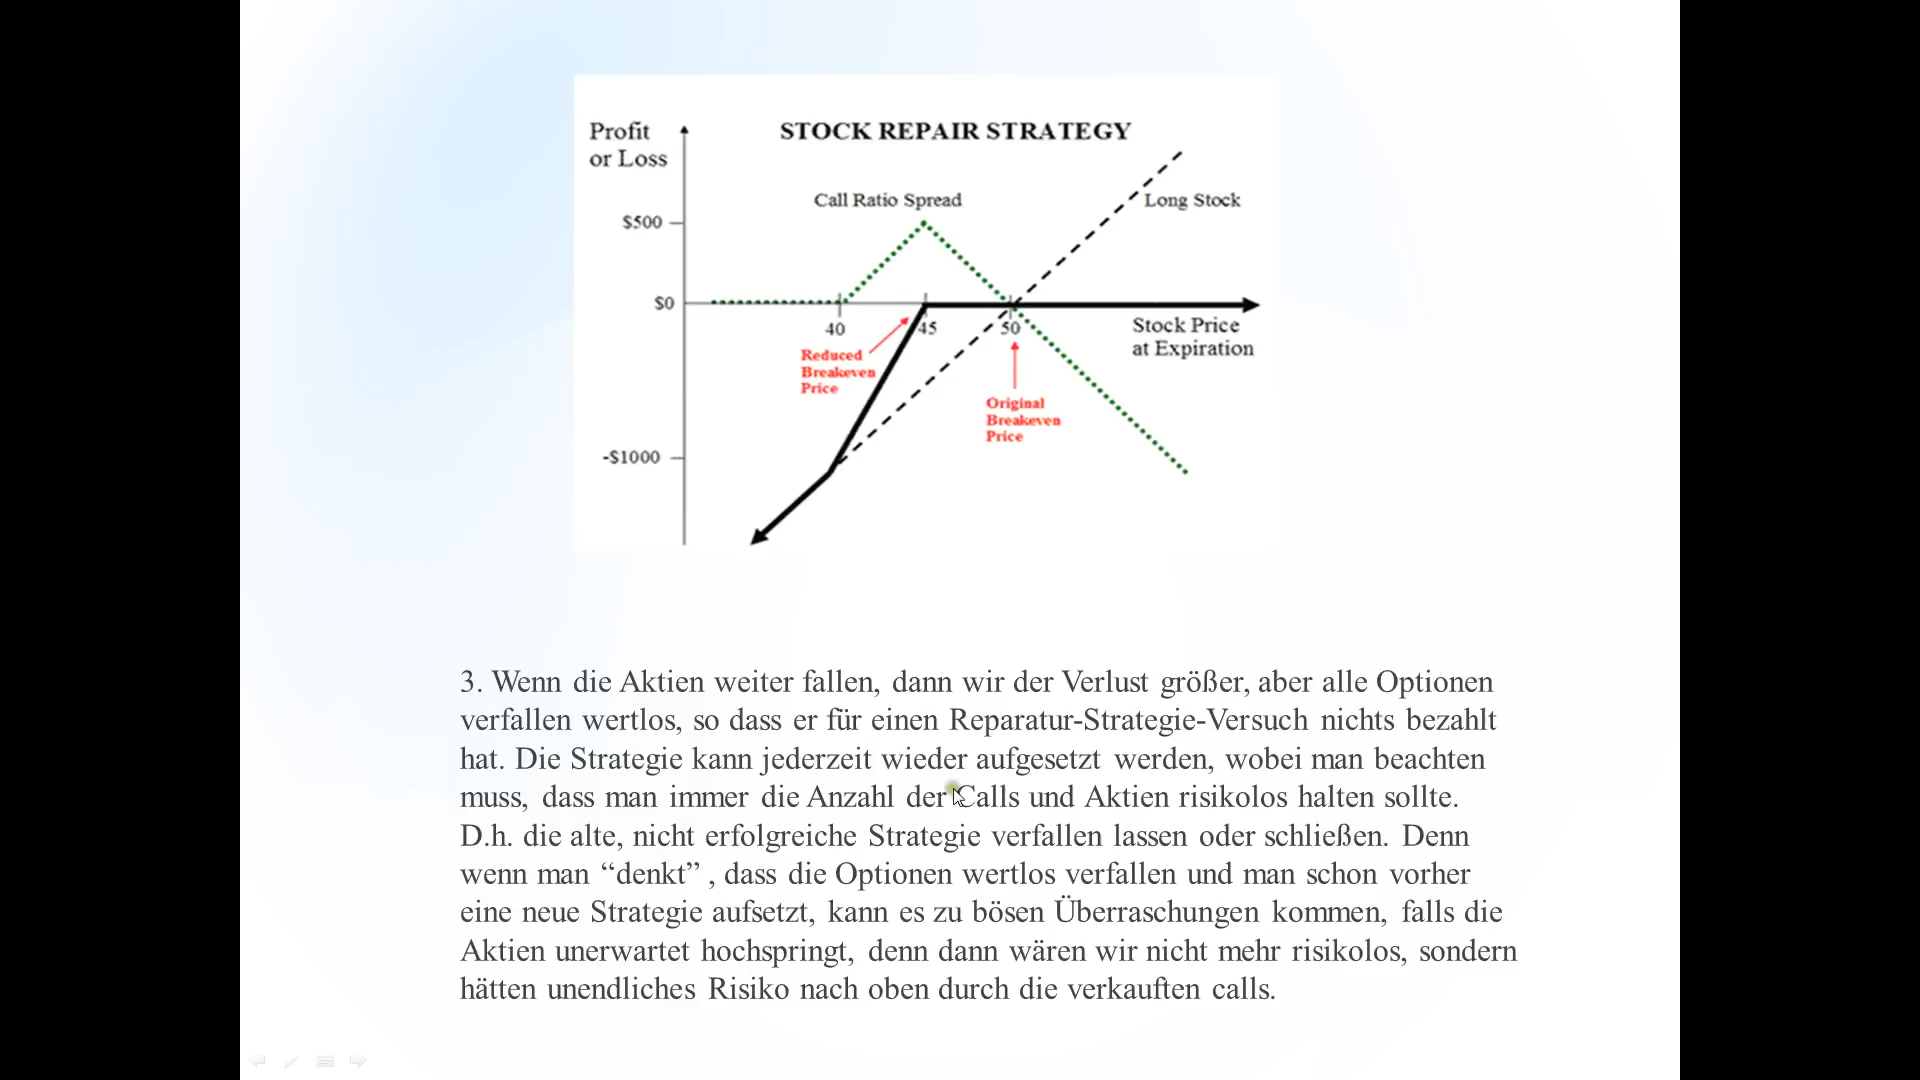 Profit
or Loss
STOCK REPAIR STRATEGY
Call Ratio Spread
Long Stock
$500
$0
40
45
50
Stock Price
at Expiration
Reduced
Breakeven
Price
Original
Breakeven
Price
-$1000
3. Wenn die Aktien weiter fallen, dann wir der Verlust größer, aber alle Optionen
verfallen wertlos, so dass er für einen Reparatur-Strategie-Versuch nichts bezahlt
hat. Die Strategie kann jederzeit wieder aufgesetzt werden, wobei man beachten
muss, dass man immer die Anzahl der Calls und Aktien risikolos halten sollte.
D.h. die alte, nicht erfolgreiche Strategie verfallen lassen oder schließen. Denn
wenn man “denkt” , dass die Optionen wertlos verfallen und man schon vorher
eine neue Strategie aufsetzt, kann es zu bösen Überraschungen kommen, falls die
Aktien unerwartet hochspringt, denn dann wären wir nicht mehr risikolos, sondern
hätten unendliches Risiko nach oben durch die verkauften calls.